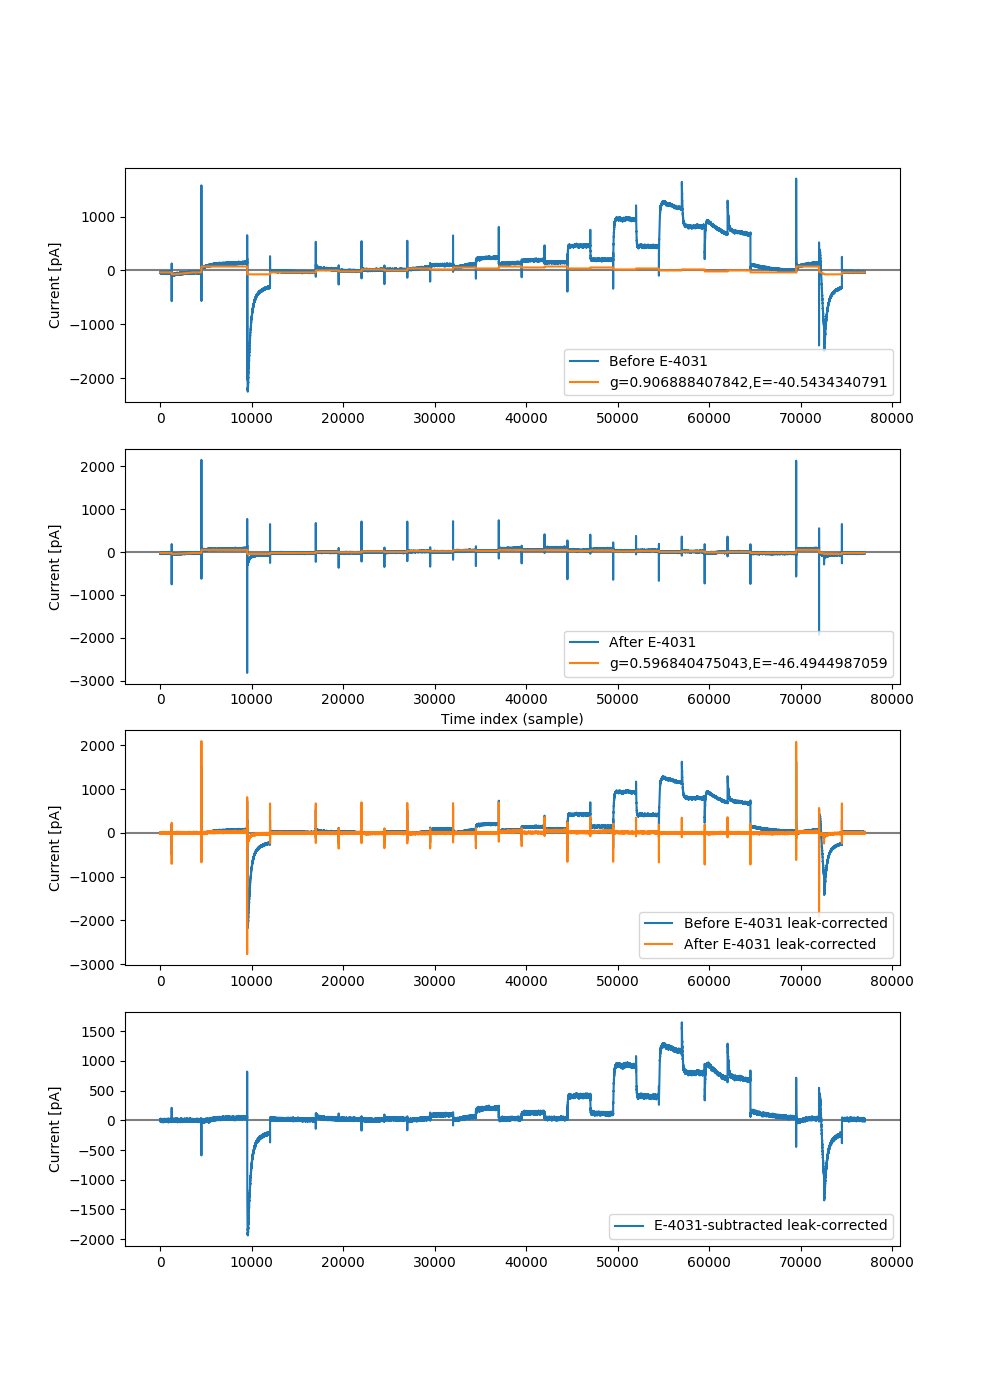 1000
0
−1000
−2000
Current [pA]
Before E-4031
g=0.906888407842,E=-40.5434340791
0 10000 20000 30000 40000 50000 60000 70000 80000
2000
1000
0
−1000
−2000
−3000
Current [pA]
After E-4031
g=0.596840475043,E=-46.4944987059
0 10000 20000 30000 40000 50000 60000 70000 80000
Time index (sample)
2000
1000
0
−1000
−2000
−3000
Current [pA]
Before E-4031 leak-corrected
After E-4031 leak-corrected
0 10000 20000 30000 40000 50000 60000 70000 80000
1500
1000
500
0
−500
−1000
−1500
−2000
Current [pA]
E-4031-subtracted leak-corrected
0 10000 20000 30000 40000 50000 60000 70000 80000